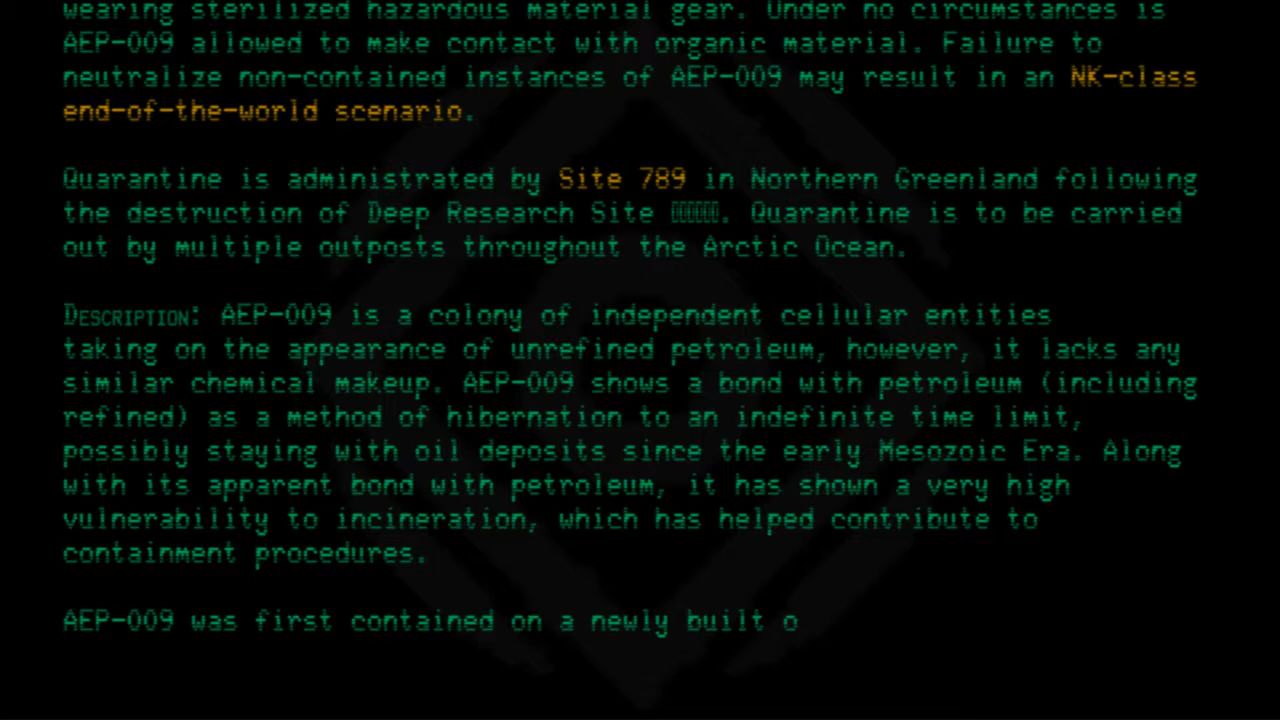 wearing sterilized hazardous material gear. Under no circumstances is
AEP-009 allowed to make contact with organic material. Failure to
neutralize non-contained instances of AEP-009 may result in an NK-class
end-of-the-world scenario.
Quarantine is administrated by Site 789 in Northern Greenland following
the destruction of Deep Research Site ▯▯▯▯▯▯. Quarantine is to be carried
out by multiple outposts throughout the Arctic Ocean.
DESCRIPTION: AEP-009 is a colony of independent cellular entities
taking on the appearance of unrefined petroleum, however, it lacks any
similar chemical makeup. AEP-009 shows a bond with petroleum (including
refined) as a method of hibernation to an indefinite time limit,
possibly staying with oil deposits since the early Mesozoic Era. Along
with its apparent bond with petroleum, it has shown a very high
vulnerability to incineration, which has helped contribute to
containment procedures.
AEP-009 was first contained on a newly built o